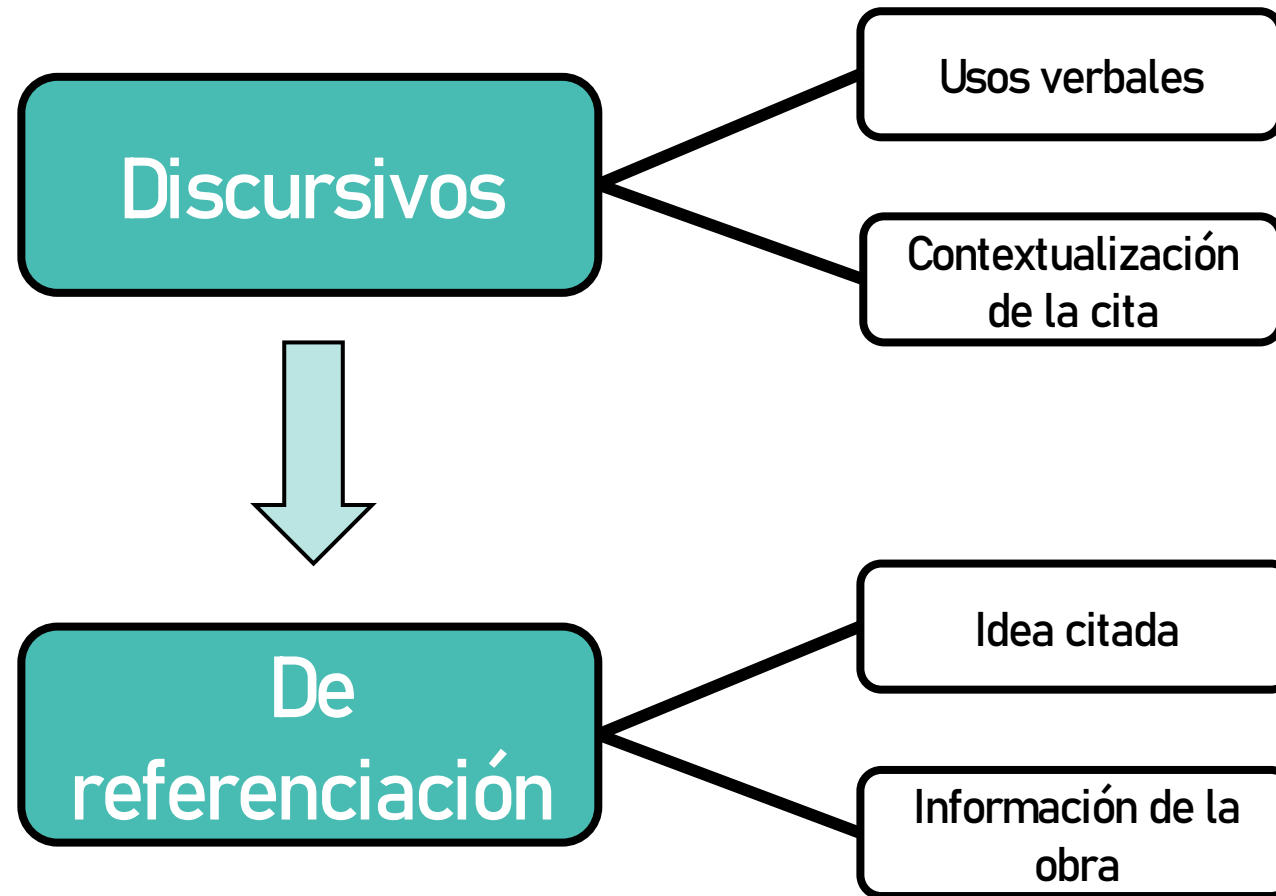 Discursivos
Usos verbales
Contextualización
de la cita
De
referenciación
Idea citada
Información de la
obra